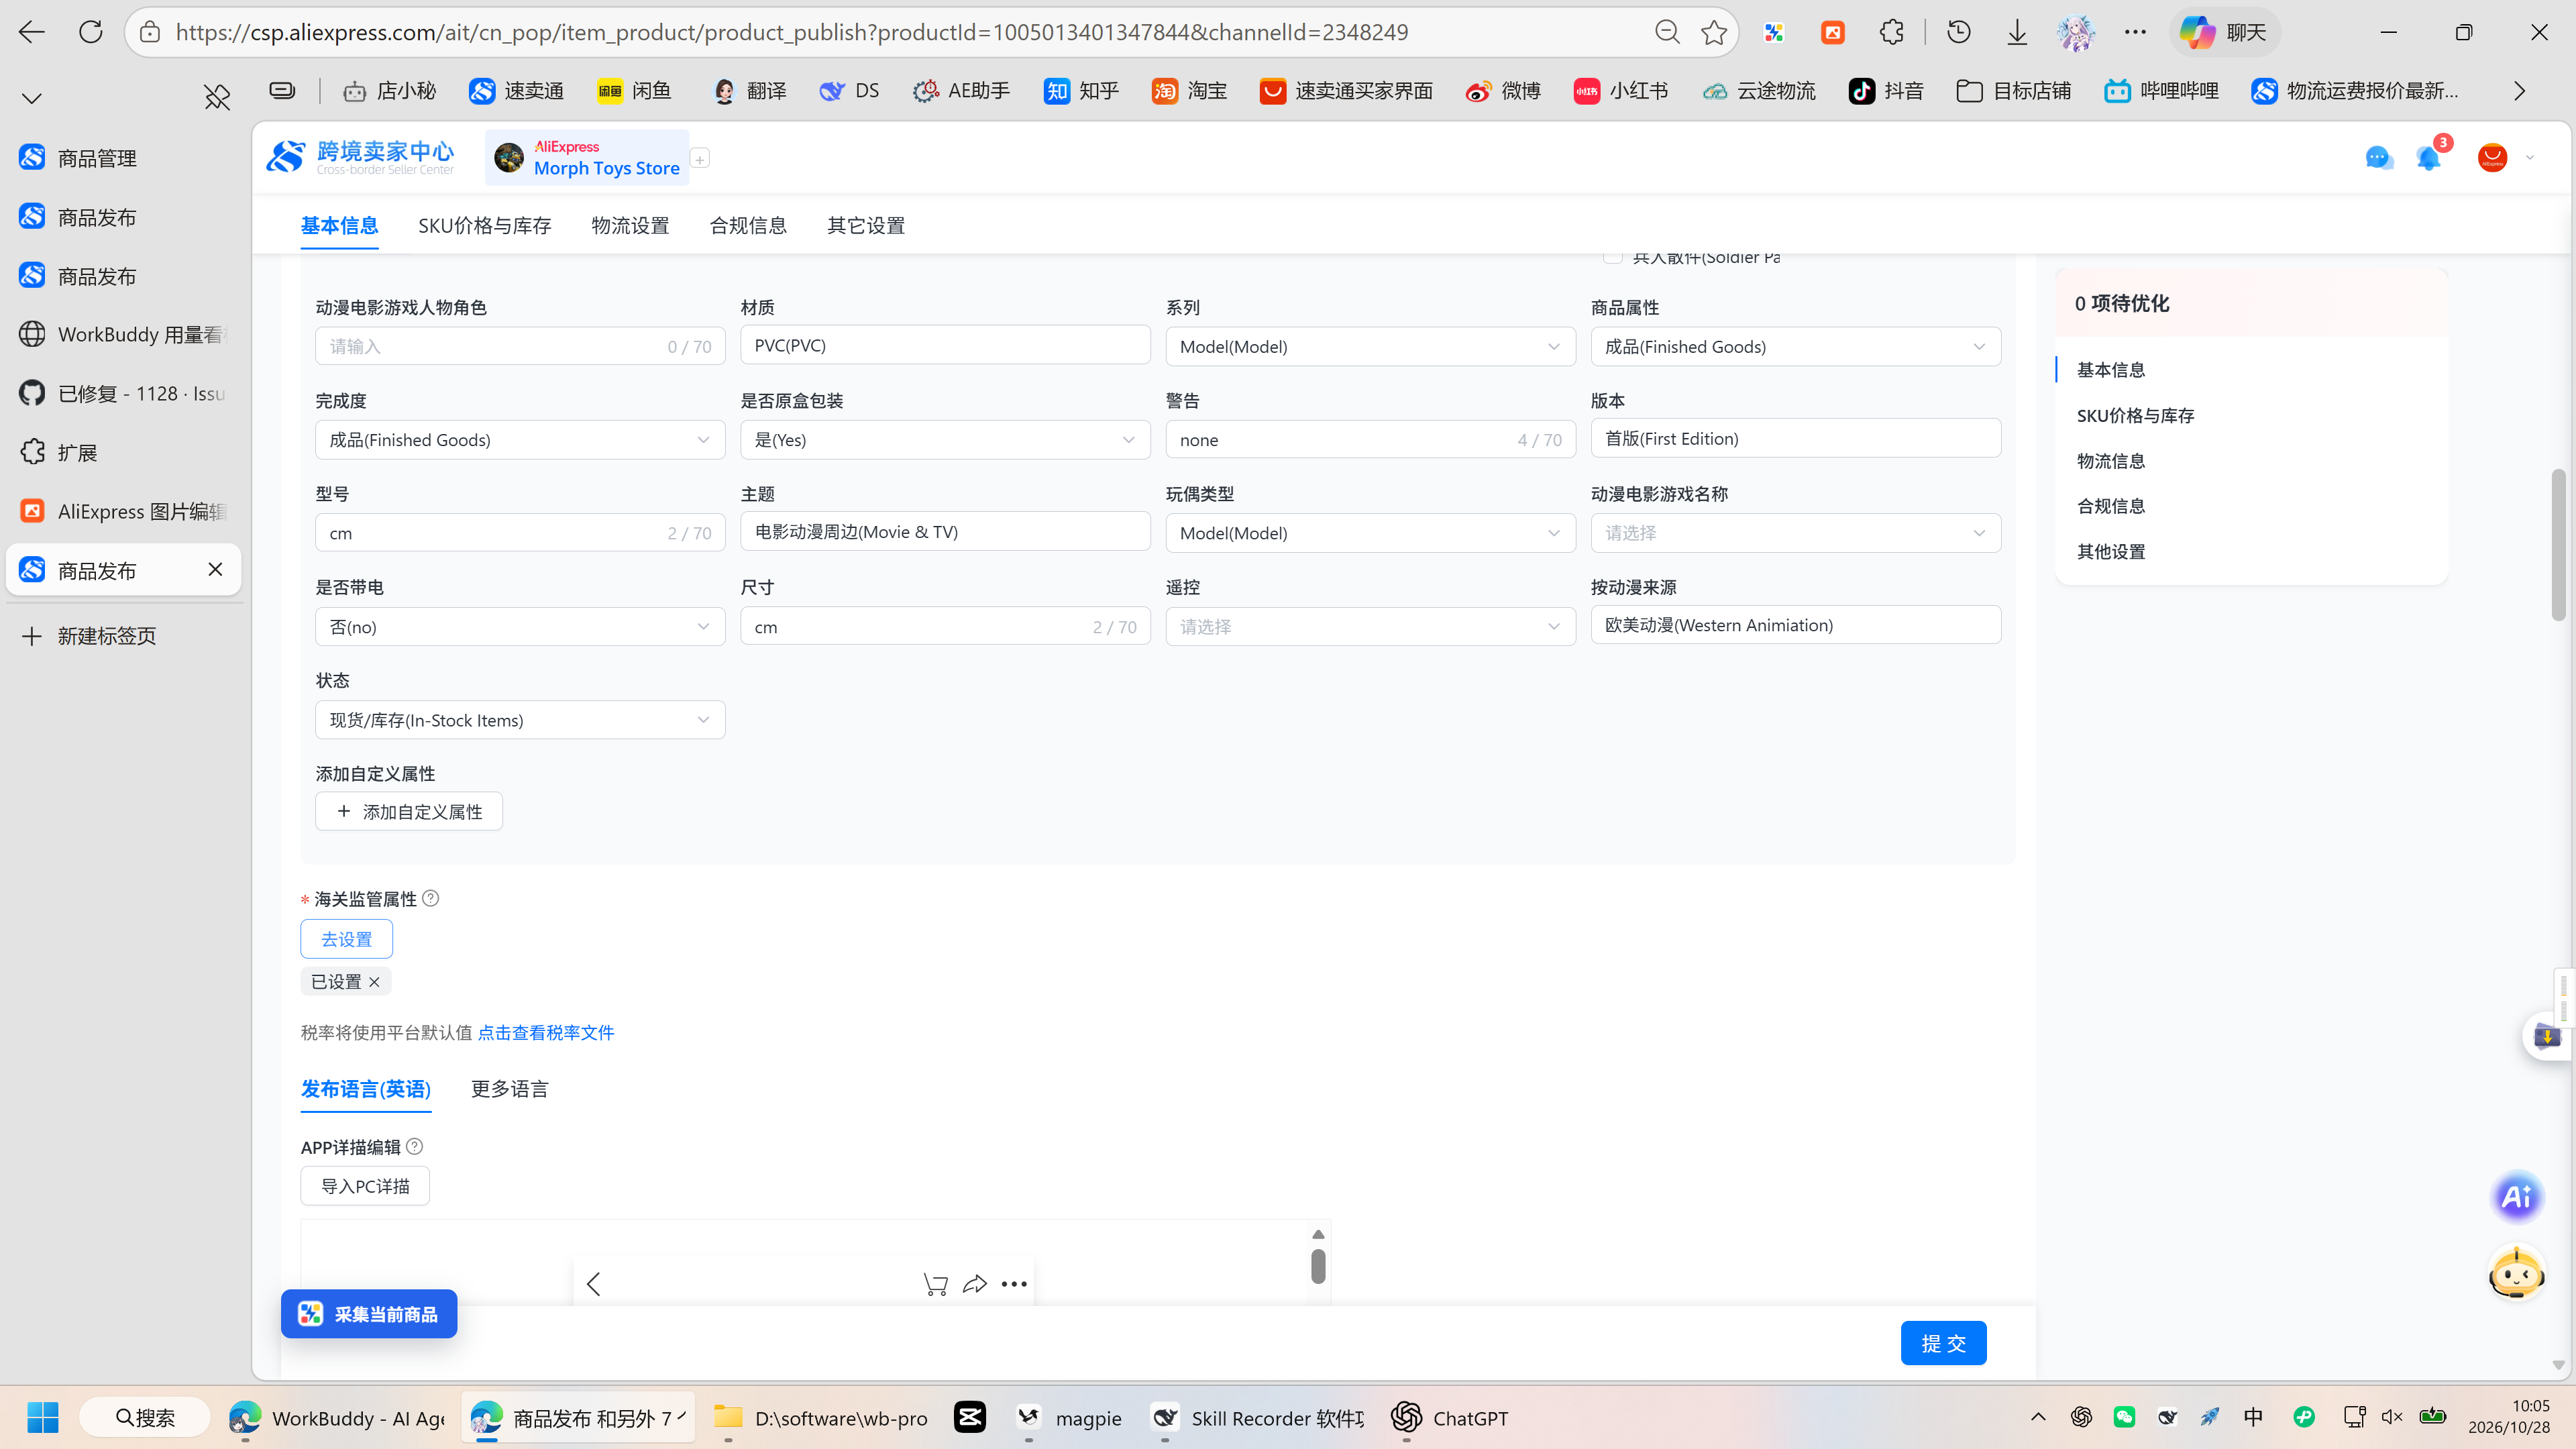 https://csp.aliexpress.com/ait/cn_pop/item_product/product_publish?productId=1005013401347844&channelId=2348249
聊天
店小秘
速卖通
闲鱼
翻译
DS
AE助手
知乎
淘宝
速卖通买家界面
微博
小红书
云途物流
抖音
目标店铺
哔哩哔哩
物流运费报价最新...
商品管理
商品发布
商品发布
WorkBuddy 用量看
已修复 - 1128 · Issu
扩展
AliExpress 图片编辑
商品发布
新建标签页
跨境卖家中心
Cross-border Seller Center
AliExpress
Morph Toys Store
3
基本信息 SKU价格与库存 物流设置 合规信息 其它设置
兵人散件(Soldier Pa
动漫电影游戏人物角色 材质 系列 商品属性
请输入 0 / 70 PVC(PVC) Model(Model) 成品(Finished Goods)
完成度 是否原盒包装 警告 版本
成品(Finished Goods) 是(Yes) none 4 / 70 首版(First Edition)
型号 主题 玩偶类型 动漫电影游戏名称
cm 2 / 70 电影动漫周边(Movie & TV) Model(Model) 请选择
是否带电 尺寸 遥控 按动漫来源
否(no) cm 2 / 70 请选择 欧美动漫(Western Animiation)
状态
现货/库存(In-Stock Items)
添加自定义属性
+ 添加自定义属性
* 海关监管属性
去设置
已设置
税率将使用平台默认值 点击查看税率文件
发布语言(英语) 更多语言
APP详描编辑
导入PC详描
采集当前商品
提 交
0 项待优化
基本信息
SKU价格与库存
物流信息
合规信息
其他设置
Ai
搜索
WorkBuddy - AI Age
商品发布 和另外 7
D:\software\wb-pro
magpie
Skill Recorder 软件
ChatGPT
中
10:05
2026/10/28